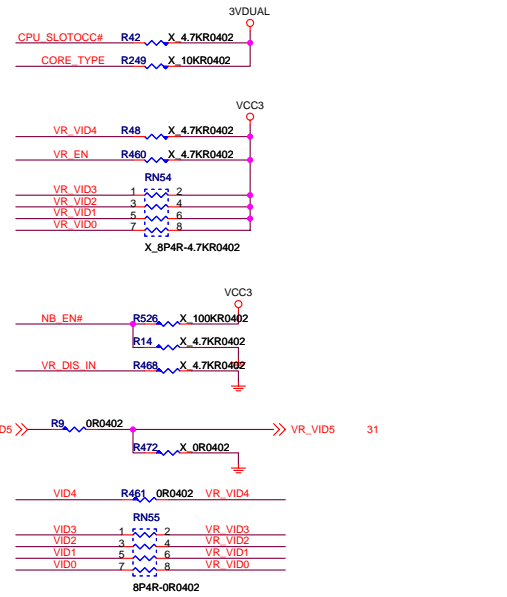 3VDUAL
CPU_SLOTOCC# R42 X_4.7KR0402
CORE_TYPE R249 X_10KR0402
VCC3
VR_VID4 R48 X_4.7KR0402
VR_EN R460 X_4.7KR0402
RN54
VR_VID3 1 2
VR_VID2 3 4
VR_VID1 5 6
VR_VID0 7 8
X_8P4R-4.7KR0402
VCC3
NB_EN# R526 X_100KR0402
R14 X_4.7KR0402
VR_DIS_IN R468 X_4.7KR0402
D5 R9 0R0402 VR_VID5 31
R472 X_0R0402
VID4 R461 0R0402 VR_VID4
RN55
VID3 1 2 VR_VID3
VID2 3 4 VR_VID2
VID1 5 6 VR_VID1
VID0 7 8 VR_VID0
8P4R-0R0402